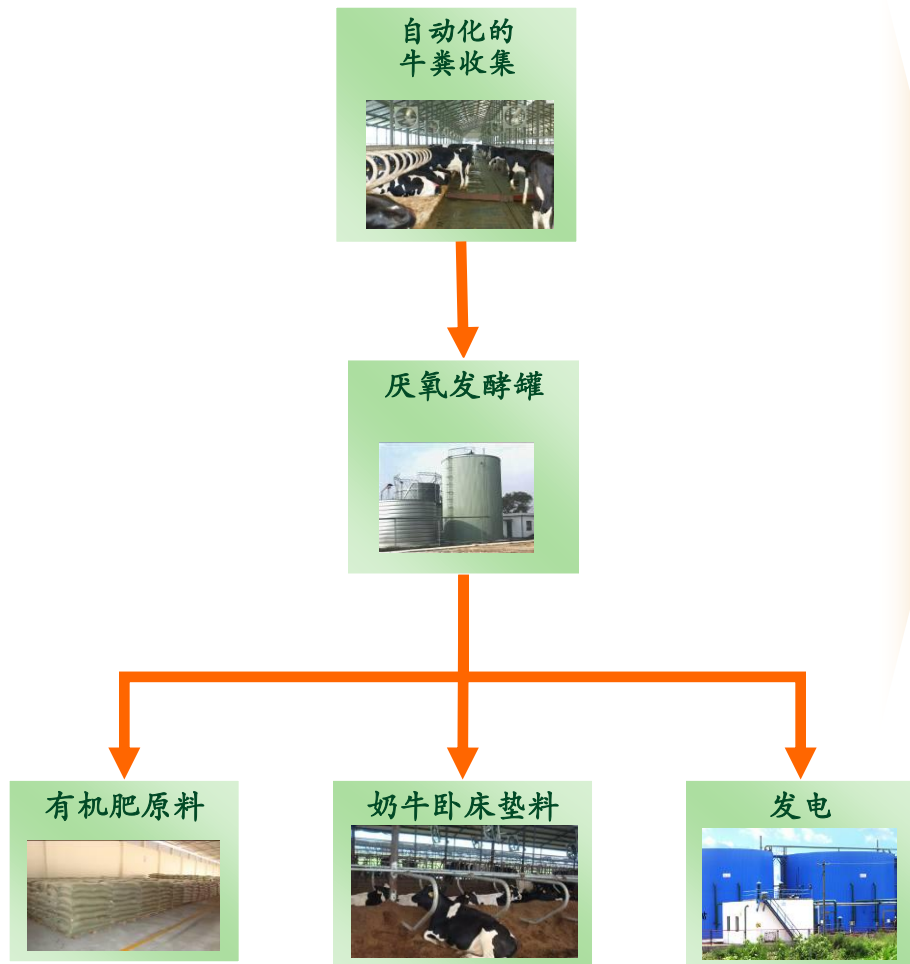 自动化的
牛粪收集
厌氧发酵罐
有机肥原料
奶牛卧床垫料
发电